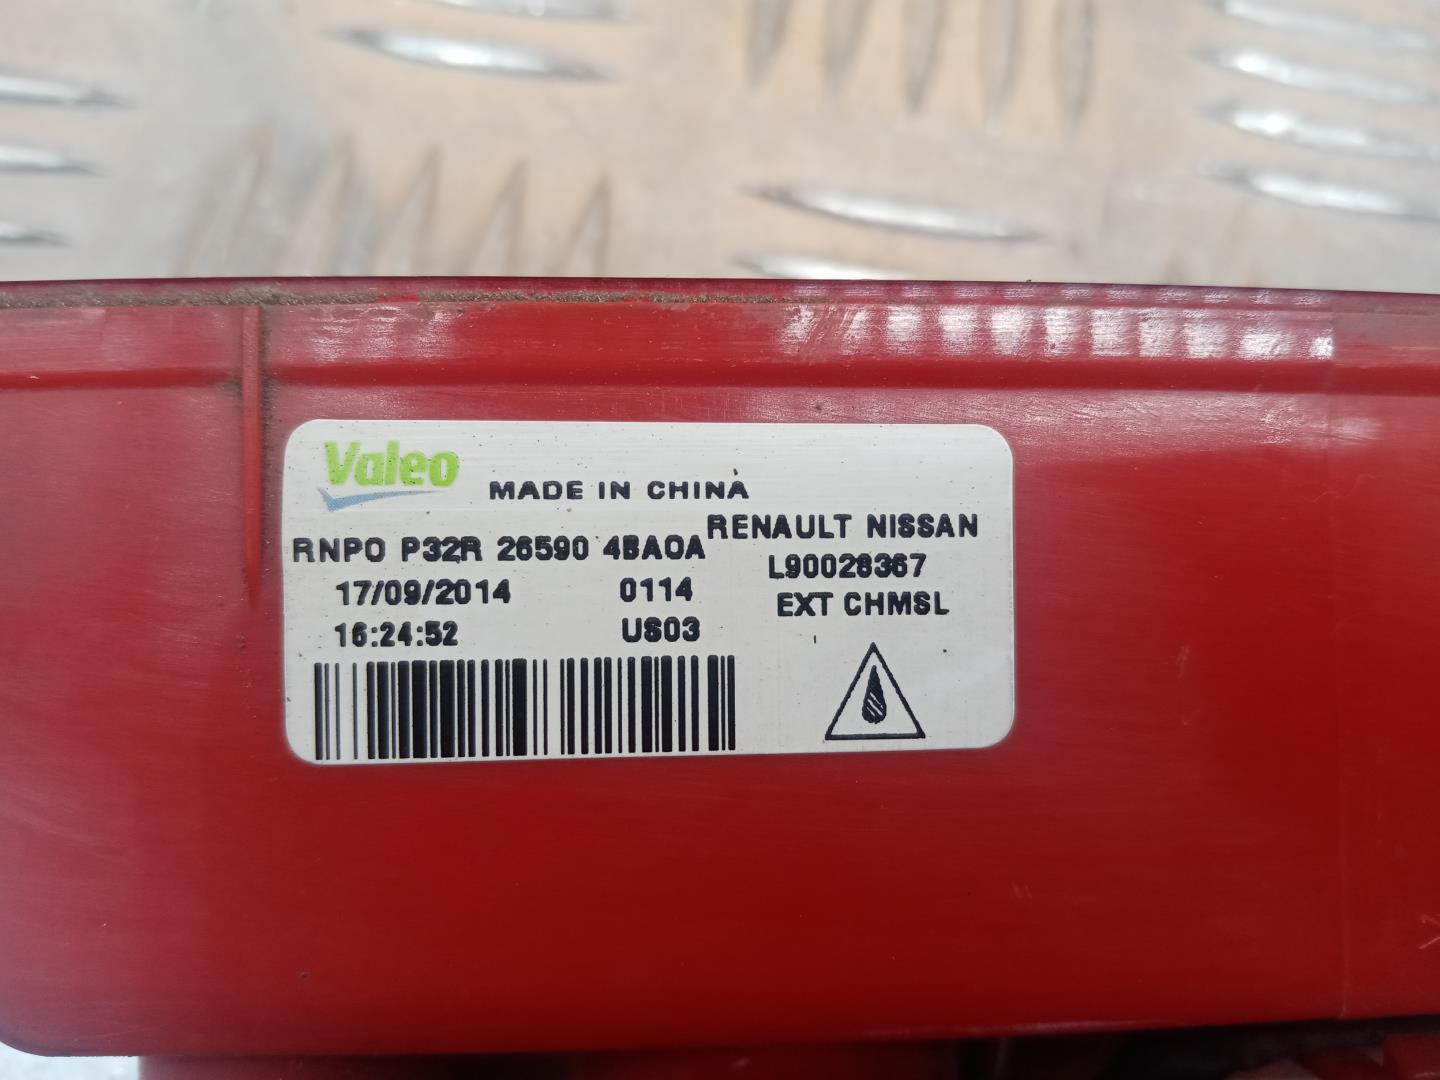 Valeo
MADE IN CHINA
RENAULT NISSAN
RNPO P32R 26590 4BA0A
L90028367
17/09/2014 0114
EXT CHMSL
16:24:52 US03